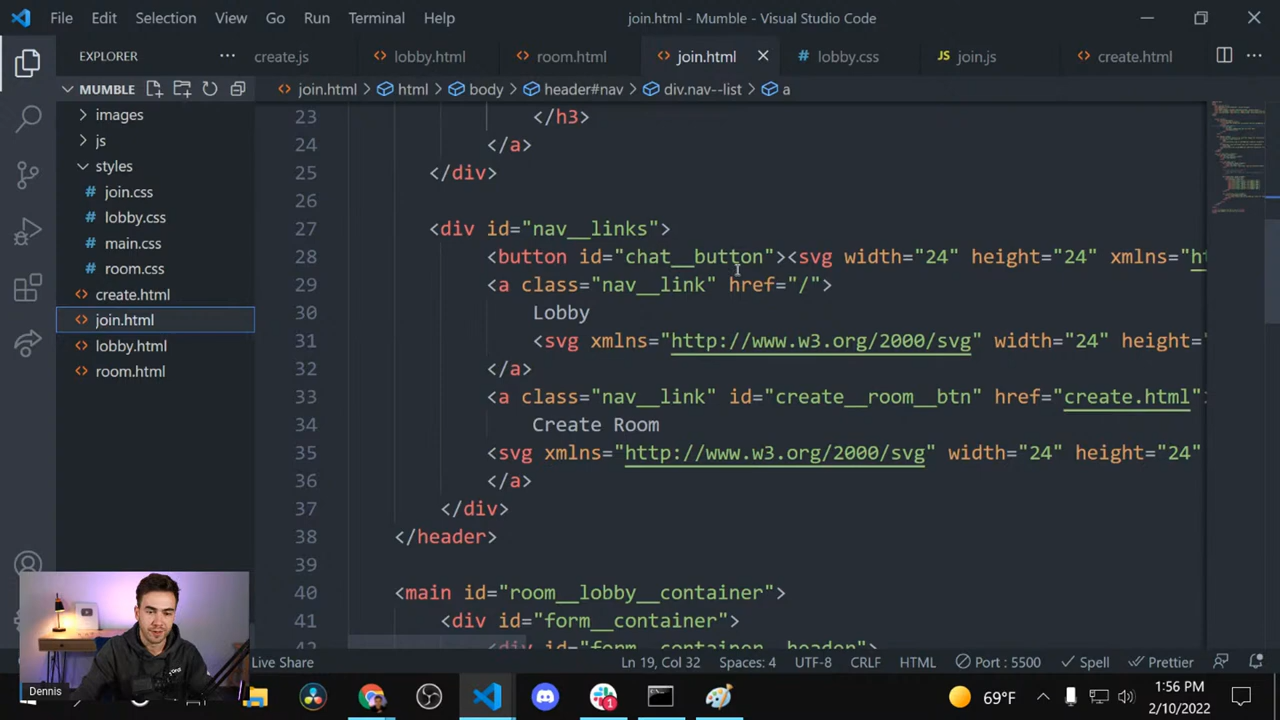 File Edit Selection View Go Run Terminal Help
join.html - Mumble - Visual Studio Code
EXPLORER
create.js
lobby.html
room.html
join.html
lobby.css
JS join.js
create.html
MUMBLE
join.html > html > body > header#nav > div.nav--list > a
images
js
styles
# join.css
# lobby.css
# main.css
# room.css
create.html
join.html
lobby.html
room.html
23 </h3>
24 </a>
25 </div>
26
27 <div id="nav__links">
28 <button id="chat__button"><svg width="24" height="24" xmlns="ht
29 <a class="nav__link" href="/">
30 Lobby
31 <svg xmlns="http://www.w3.org/2000/svg" width="24" height="
32 </a>
33 <a class="nav__link" id="create__room__btn" href="create.html">
34 Create Room
35 <svg xmlns="http://www.w3.org/2000/svg" width="24" height="24"
36 </a>
37 </div>
38 </header>
39
40 <main id="room__lobby__container">
41 <div id="form__container">
42 <div id="form__container__header">
Dennis
Live Share
Ln 19, Col 32 Spaces: 4 UTF-8 CRLF HTML Port : 5500 Spell Prettier
1
69°F
1:56 PM
2/10/2022